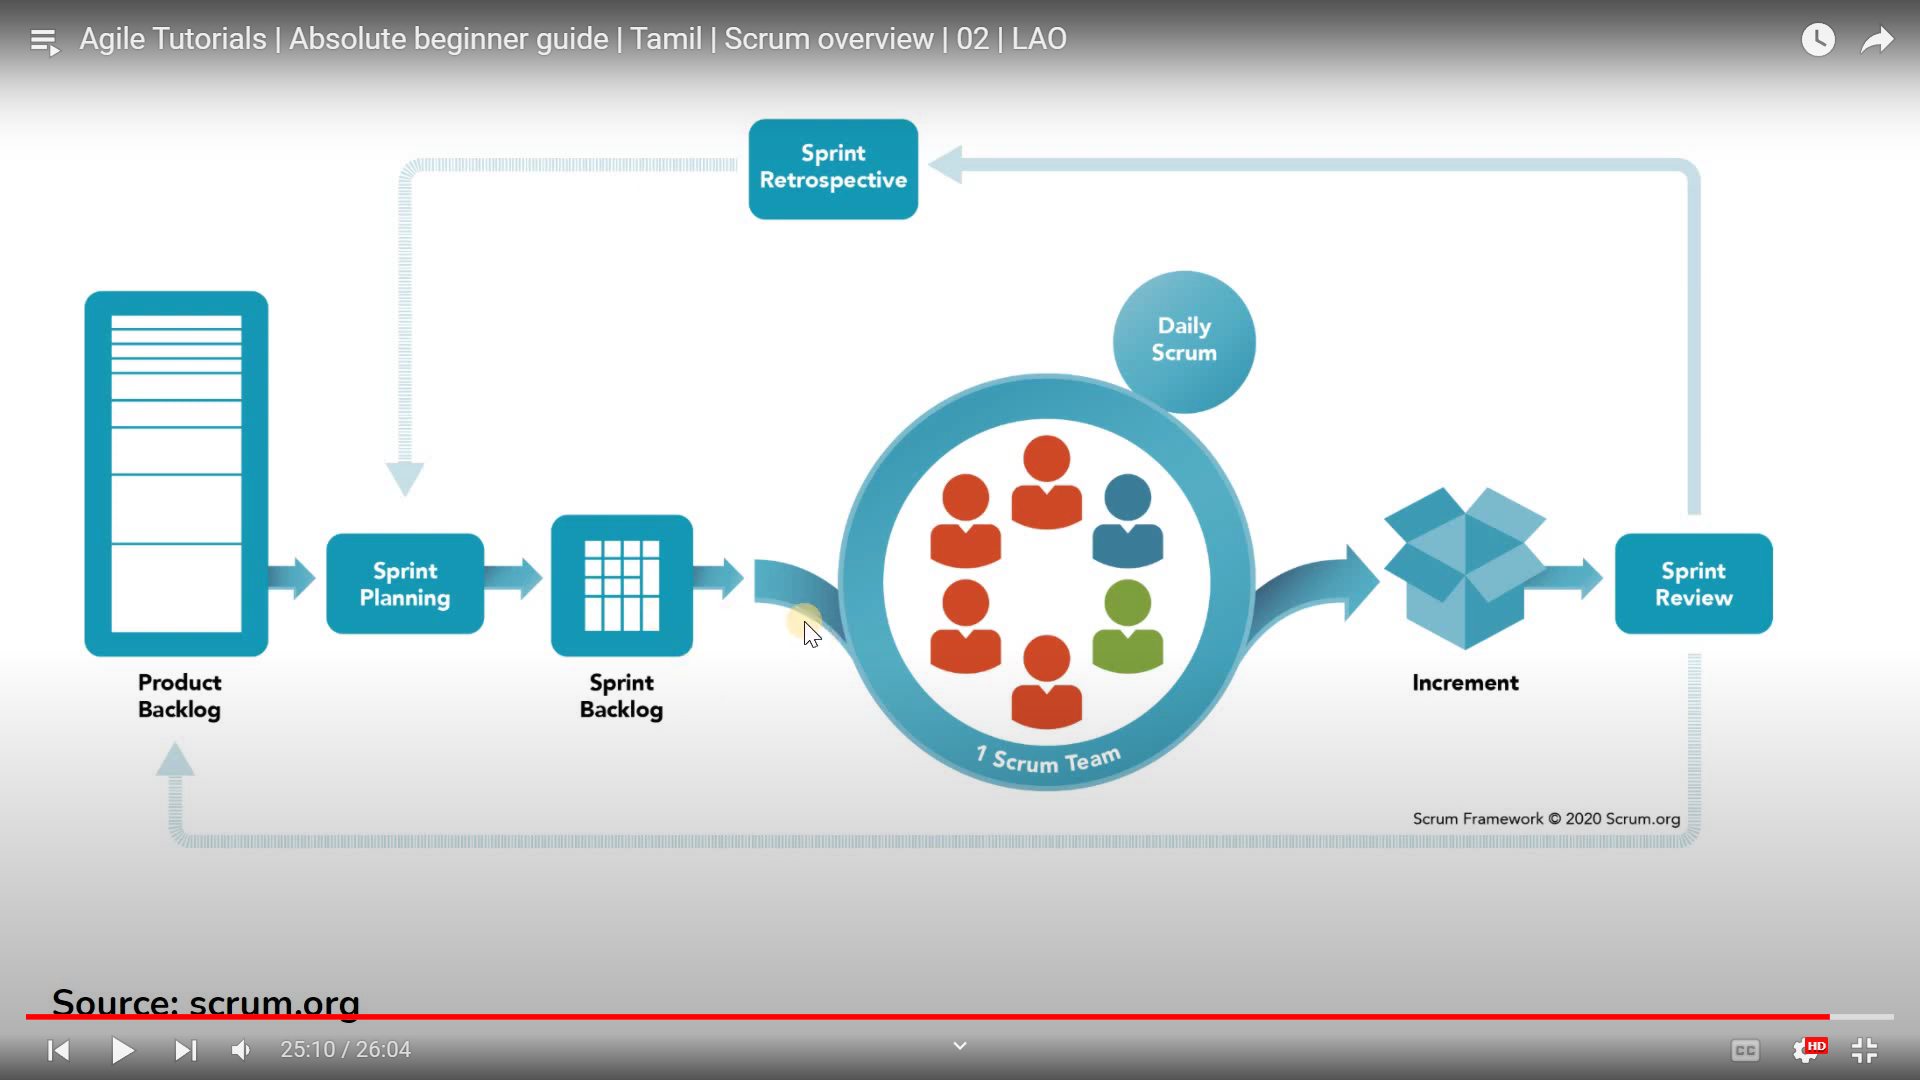 Agile Tutorials | Absolute beginner guide | Tamil | Scrum overview | 02 | LAO
Sprint
Retrospective
Daily
Scrum
Sprint
Planning
Sprint
Review
Product
Backlog
Sprint
Backlog
Increment
1 Scrum Team
Scrum Framework © 2020 Scrum.org
Source: scrum.org
25:10 / 26:04
CC
HD